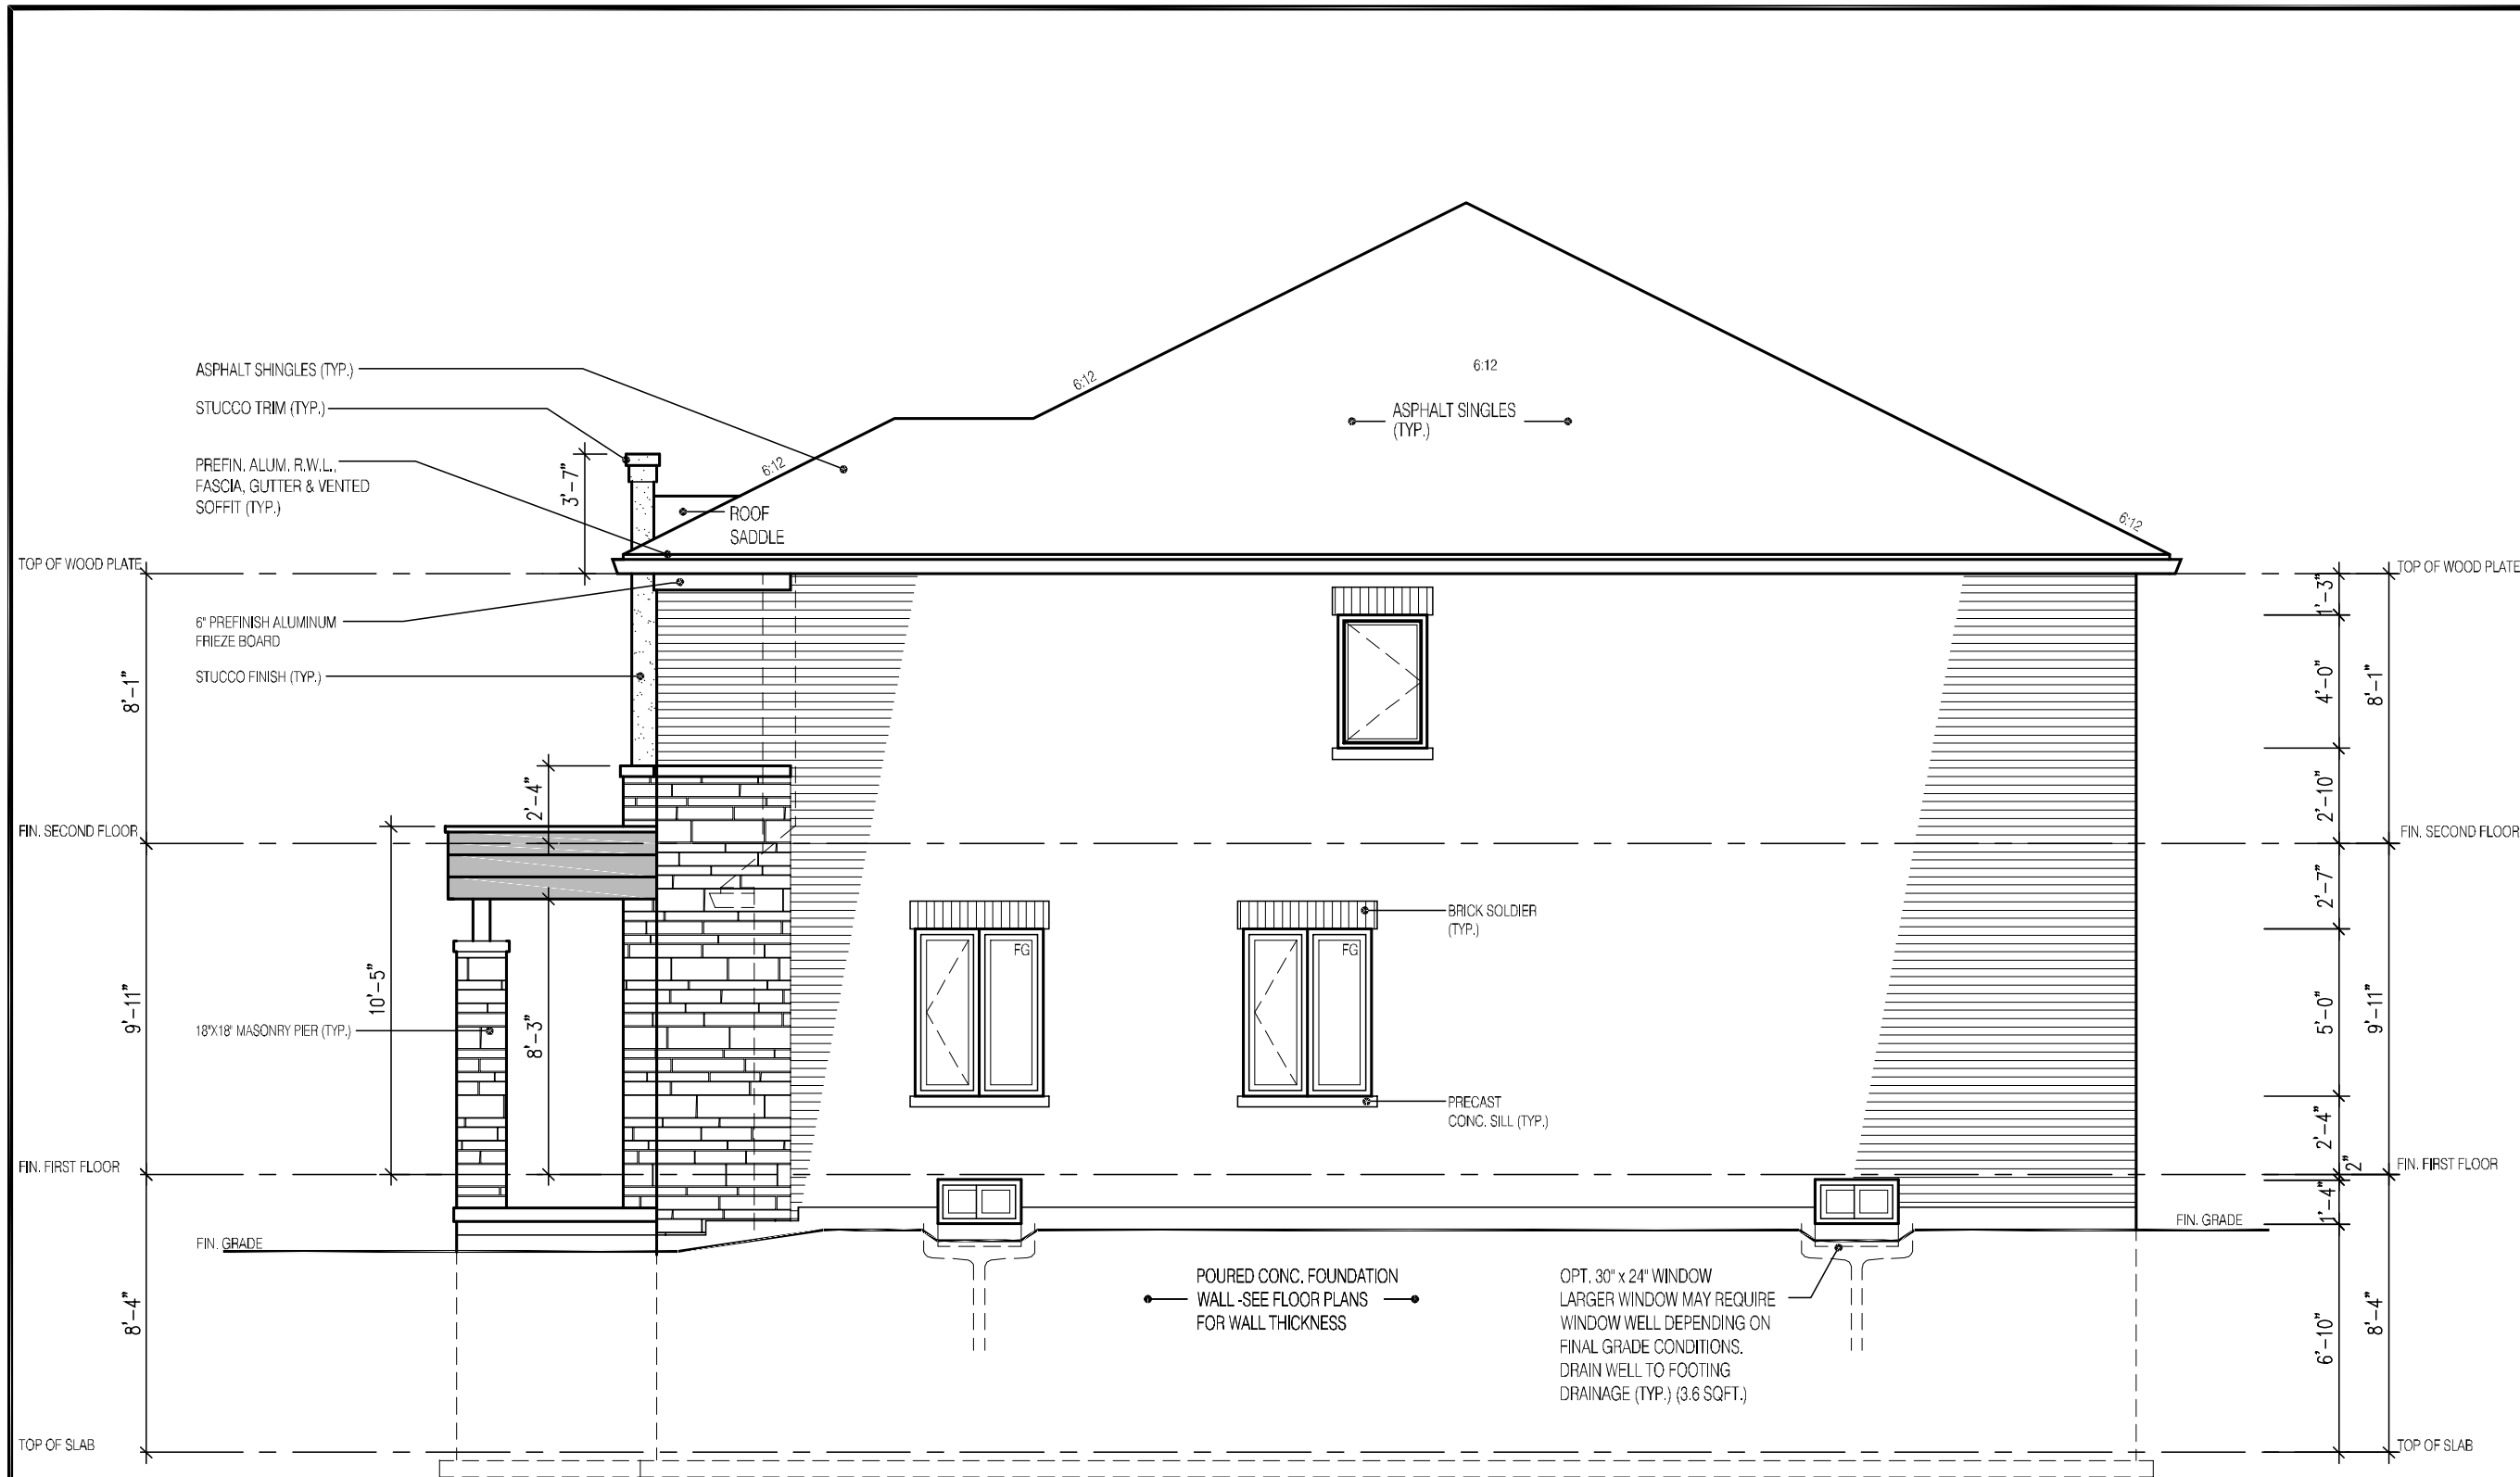 6:12
6:12
ASPHALT SHINGLES (TYP.)
ASPHALT SINGLES
(TYP.)
STUCCO TRIM (TYP.)
PREFIN. ALUM. R.W.L.,
FASCIA, GUTTER & VENTED
SOFFIT (TYP.)
3'-7"
6:12
ROOF
SADDLE
6:12
TOP OF WOOD PLATE
TOP OF WOOD PLATE
6" PREFINISH ALUMINUM
FRIEZE BOARD
STUCCO FINISH (TYP.)
8'-1"
1'-3"
4'-0"
8'-1"
2'-10"
2'-4"
FIN. SECOND FLOOR
FIN. SECOND FLOOR
2'-7"
BRICK SOLDIER
(TYP.)
FG
FG
10'-5"
9'-11"
8'-3"
5'-0"
9'-11"
18"X18" MASONRY PIER (TYP.)
PRECAST
CONC. SILL (TYP.)
2'-4"
FIN. FIRST FLOOR
2"
FIN. FIRST FLOOR
1'-4"
FIN. GRADE
FIN. GRADE
POURED CONC. FOUNDATION
WALL -SEE FLOOR PLANS
FOR WALL THICKNESS
OPT. 30" x 24" WINDOW
LARGER WINDOW MAY REQUIRE
WINDOW WELL DEPENDING ON
FINAL GRADE CONDITIONS.
DRAIN WELL TO FOOTING
DRAINAGE (TYP.) (3.6 SQFT.)
8'-4"
6'-10"
8'-4"
TOP OF SLAB
TOP OF SLAB